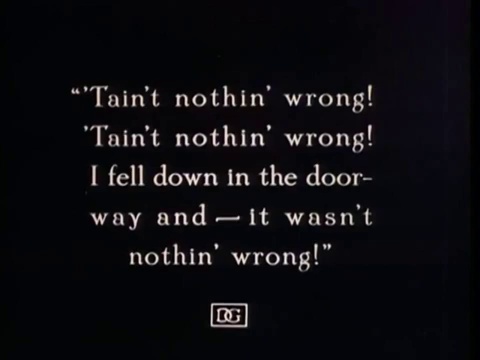 “'Tain't nothin' wrong!
'Tain't nothin' wrong!
I fell down in the door-
way and — it wasn't
nothin' wrong!”
DG